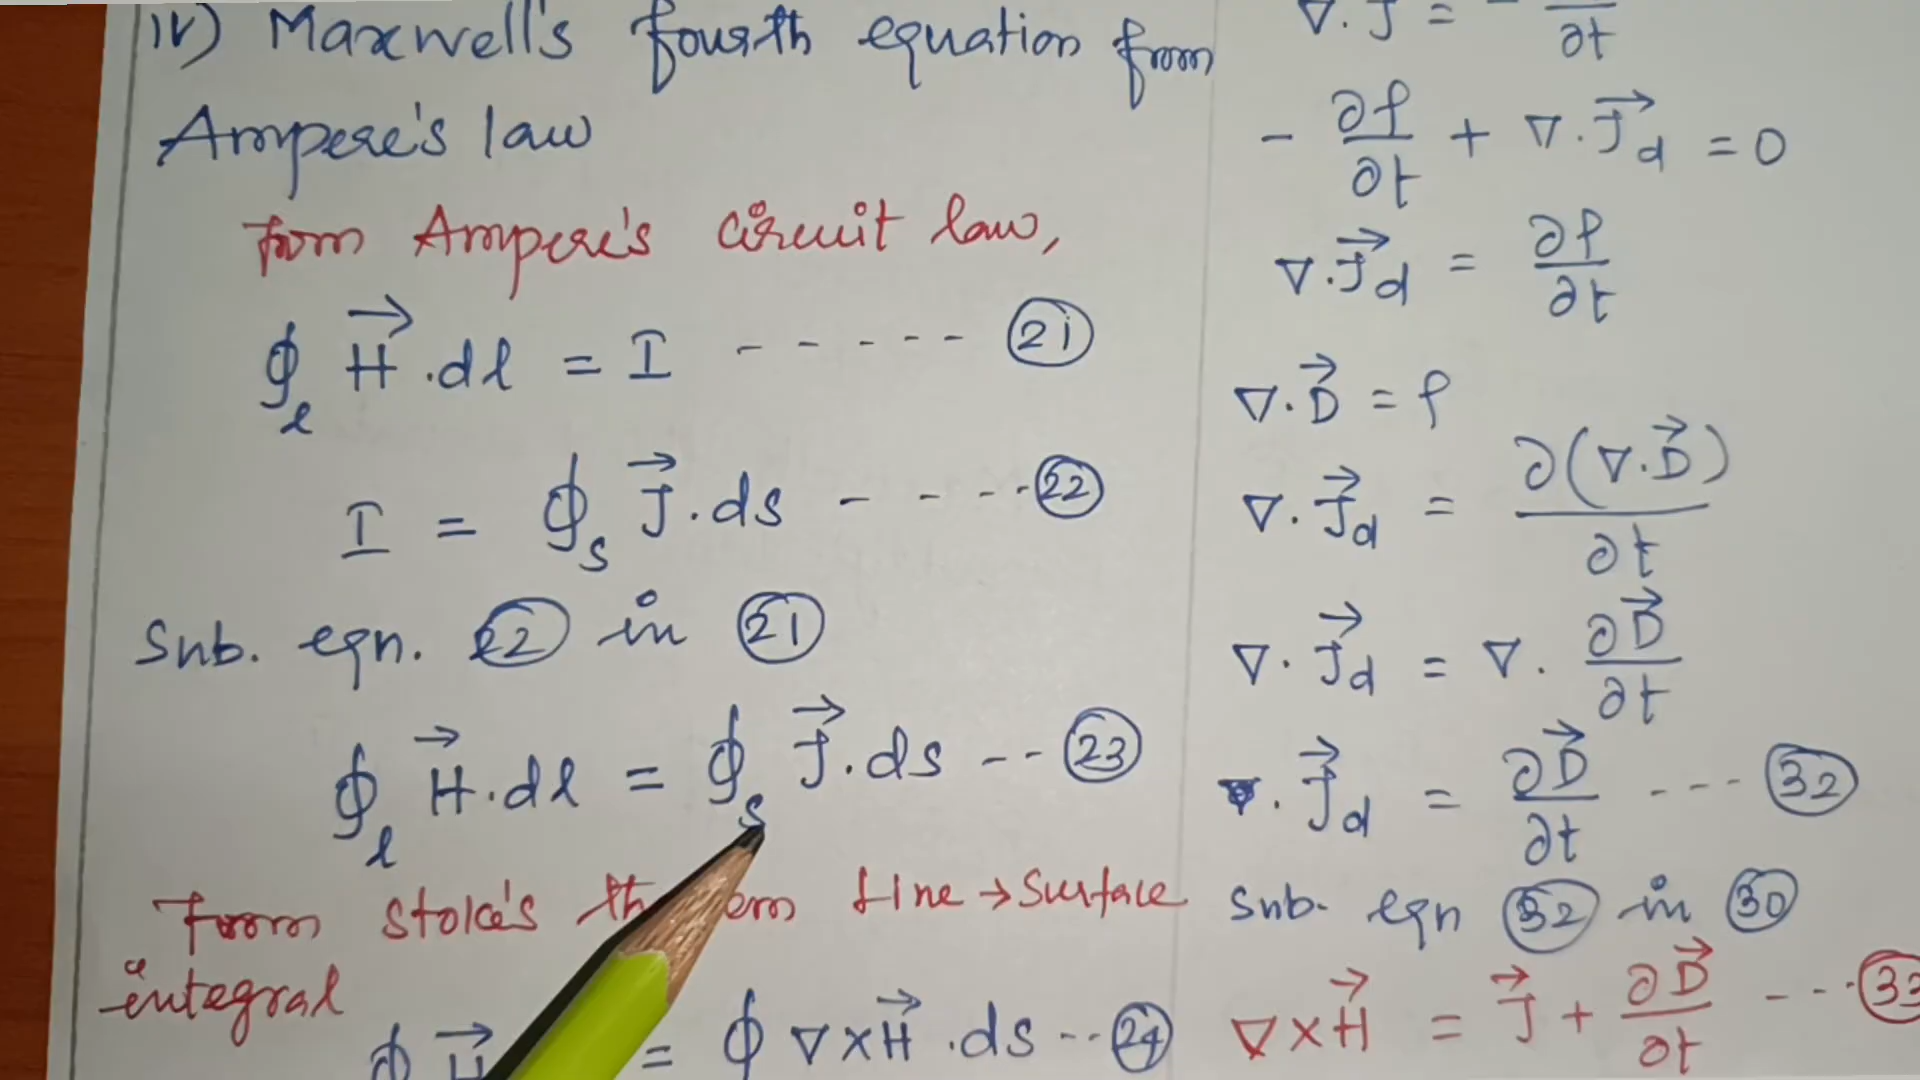 iv) Maxwell's fourth equation from
Ampere's law
From Ampere's circuit law,
∮ₗ H⃗ .dl = I - - - - - (21)
I = ∮ₛ J⃗ .ds - - - - (22)
Sub. eqn. (22) in (21)
∮ₗ H⃗ .dl = ∮ₛ J⃗ .ds - - (23)
From Stoke's line → Surface
integral
= ∮ ∇×H⃗ .ds - - (24)
∇. J = - /∂t
- ∂ρ/∂t + ∇. J⃗d = 0
∇. J⃗d = ∂ρ/∂t
∇. D⃗ = ρ
∇. J⃗d = ∂(∇. D⃗)/∂t
∇. J⃗d = ∇. ∂D⃗/∂t
. J⃗d = ∂D⃗/∂t - - - (32)
Sub. eqn (32) in (30)
∇×H⃗ = J⃗ + ∂D⃗/∂t - - - (33